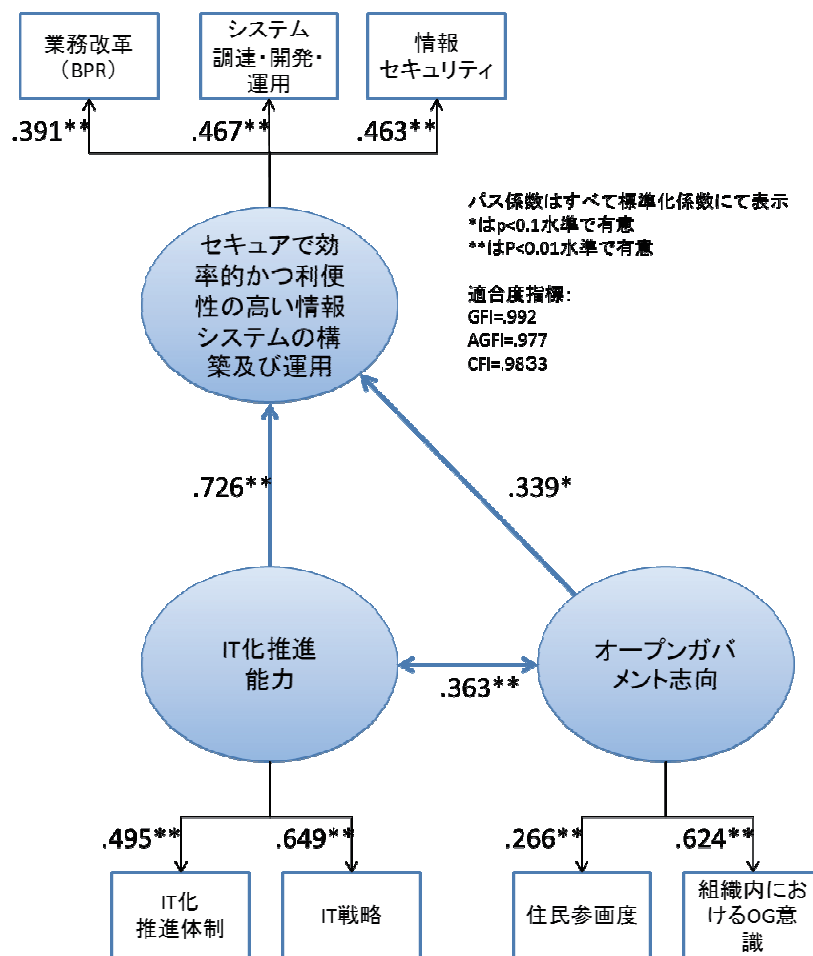 業務改革
（BPR）
システム
調達・開発・
運用
情報
セキュリティ
.391**
.467**
.463**
パス係数はすべて標準化係数にて表示
*はp<0.1水準で有意
**はP<0.01水準で有意
適合度指標：
GFI=.992
AGFI=.977
CFI=.9833
セキュアで効
率的かつ利便
性の高い情報
システムの構
築及び運用
.726**
.339*
IT化推進
能力
オープンガバ
メント志向
.363**
.495**
.649**
.266**
.624**
IT化
推進体制
IT戦略
住民参画度
組織内にお
けるOG意
識